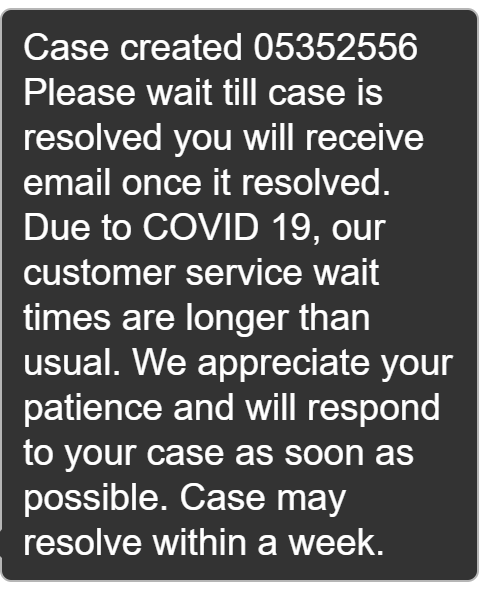 Case created 05352556
Please wait till case is
resolved you will receive
email once it resolved.
Due to COVID 19, our
customer service wait
times are longer than
usual. We appreciate your
patience and will respond
to your case as soon as
possible. Case may
resolve within a week.